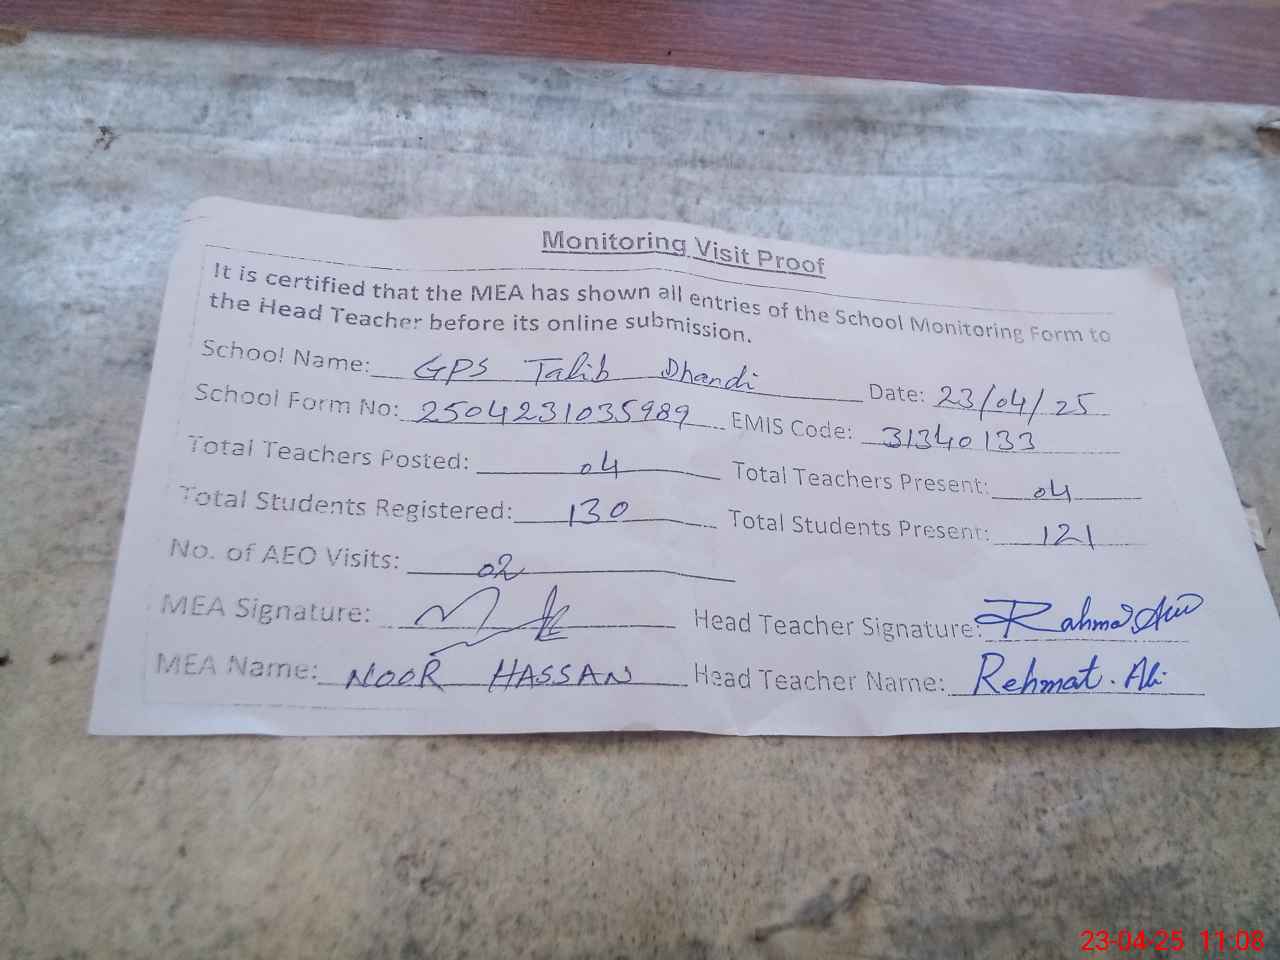 Monitoring Visit Proof
It is certified that the MEA has shown all entries of the School Monitoring Form to
the Head Teacher before its online submission.
School Name: GPS Talib Dhandi Date: 23/04/25
School Form No: 2504231035989 EMIS Code: 31340133
Total Teachers Posted: 04 Total Teachers Present: 04
Total Students Registered: 130 Total Students Present: 121
No. of AEO Visits: 02
MEA Signature: Head Teacher Signature:
MEA Name: NOOR HASSAN Head Teacher Name: Rehmat. Ali
23-04-25 11:08